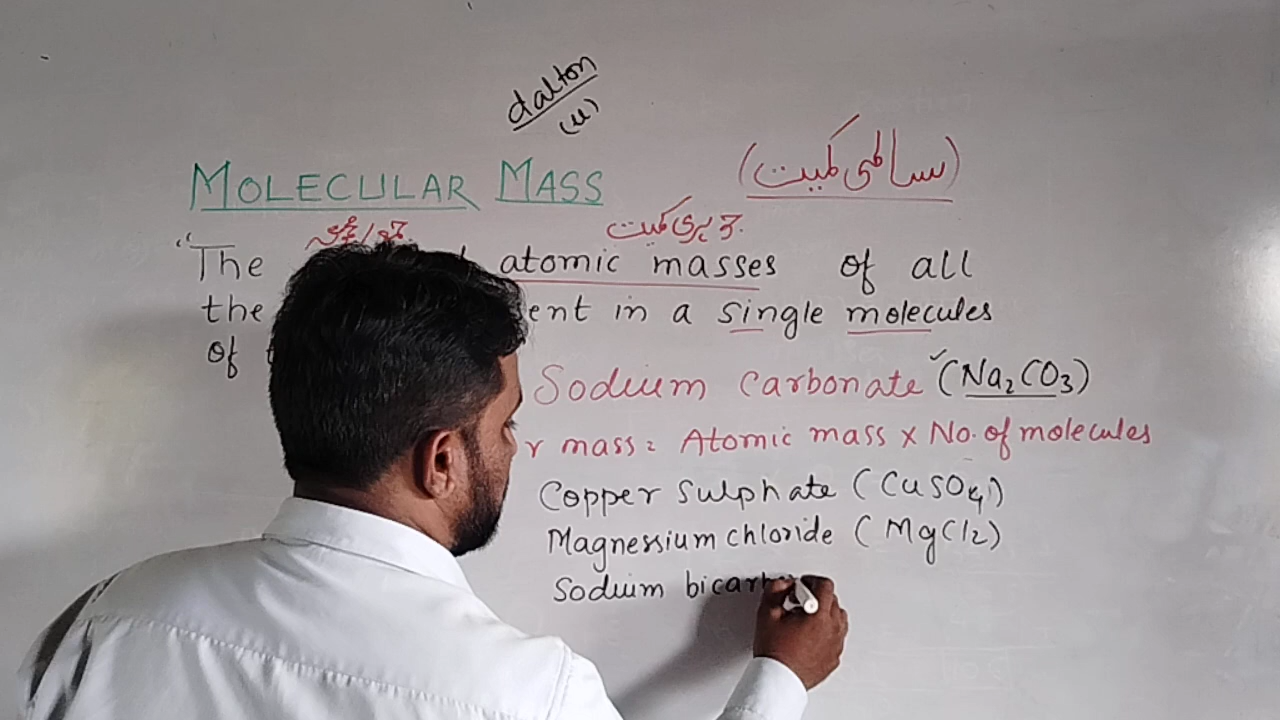 dalton
(u)
MOLECULAR MASS (سالمی کمیت)
جوہری کمیت
"The atomic masses of all
the ent in a single molecules
of
Sodium Carbonate (Na₂CO₃)
r mass = Atomic mass x No. of molecules
Copper Sulphate (CuSO₄)
Magnessium chloride (MgCl₂)
Sodium bicarb